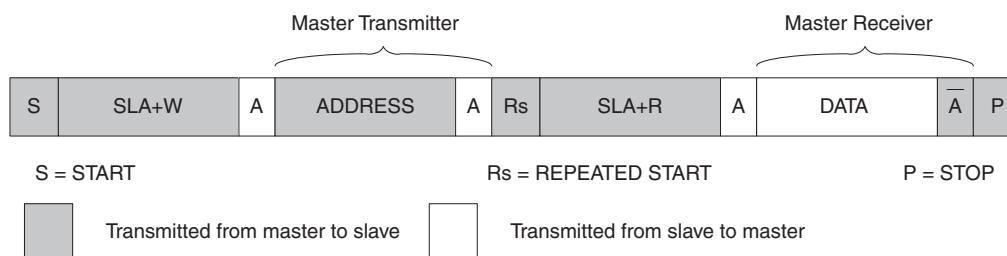 Master Transmitter Master Receiver
S SLA+W A ADDRESS A Rs SLA+R A DATA A̅ P
S = START Rs = REPEATED START P = STOP
Transmitted from master to slave Transmitted from slave to master